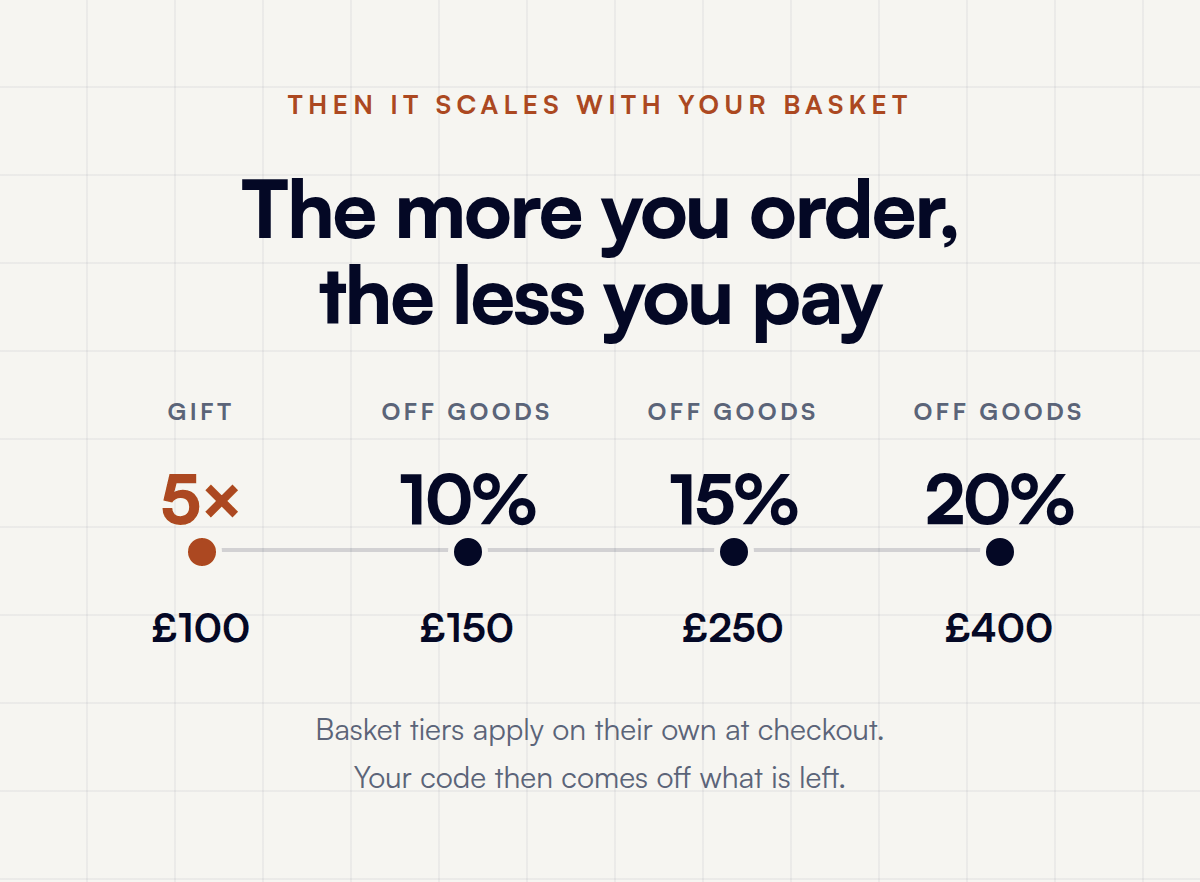 THEN IT SCALES WITH YOUR BASKET
The more you order,
the less you pay
GIFT OFF GOODS OFF GOODS OFF GOODS
5× 10% 15% 20%
£100 £150 £250 £400
Basket tiers apply on their own at checkout.
Your code then comes off what is left.